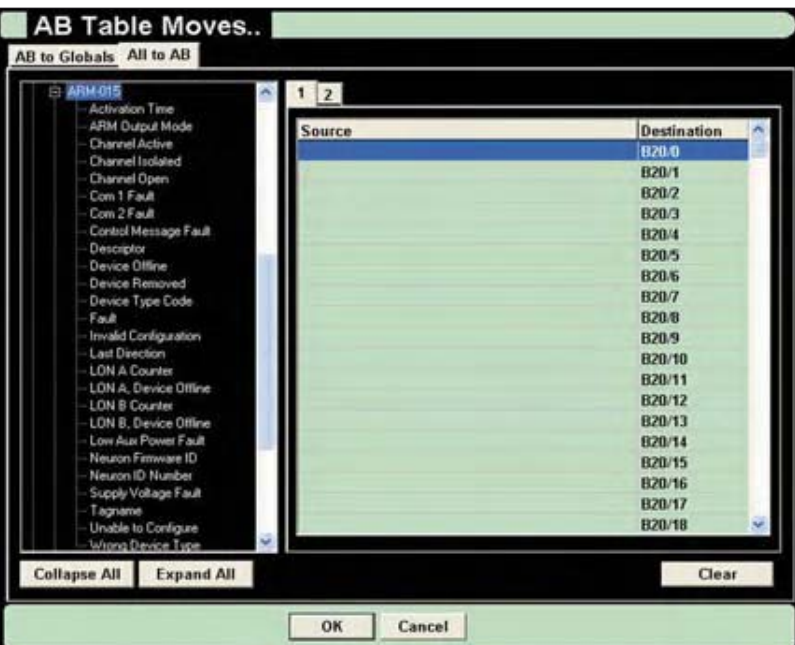 AB Table Moves..
AB to Globals All to AB
ARM-015
Activation Time
ARM Output Mode
Channel Active
Channel Isolated
Channel Open
Com 1 Fault
Com 2 Fault
Control Message Fault
Descriptor
Device Offline
Device Removed
Device Type Code
Fault
Invalid Configuration
Last Direction
LON A Counter
LON A, Device Offline
LON B Counter
LON B, Device Offline
Low Aux Power Fault
Neuron Firmware ID
Neuron ID Number
Supply Voltage Fault
Tagname
Unable to Configure
Wrong Device Type
Collapse All Expand All
1 2
Source Destination
B20/0
B20/1
B20/2
B20/3
B20/4
B20/5
B20/6
B20/7
B20/8
B20/9
B20/10
B20/11
B20/12
B20/13
B20/14
B20/15
B20/16
B20/17
B20/18
Clear
OK Cancel